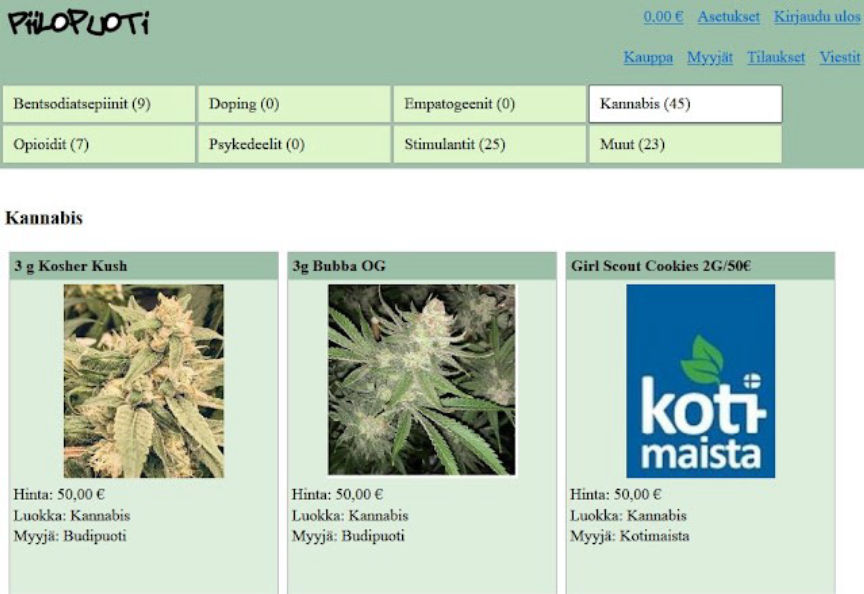 PiiLOPUOTi
0,00 € Asetukset Kirjaudu ulos
Kauppa Myyjät Tilaukset Viestit
Bentsodiatsepiinit (9) Doping (0) Empatogeenit (0) Kannabis (45)
Opioidit (7) Psykedeelit (0) Stimulantit (25) Muut (23)
Kannabis
3 g Kosher Kush
3g Bubba OG
Girl Scout Cookies 2G/50€
koti
maista
Hinta: 50,00 €
Luokka: Kannabis
Myyjä: Budipuoti
Hinta: 50,00 €
Luokka: Kannabis
Myyjä: Budipuoti
Hinta: 50,00 €
Luokka: Kannabis
Myyjä: Kotimaista